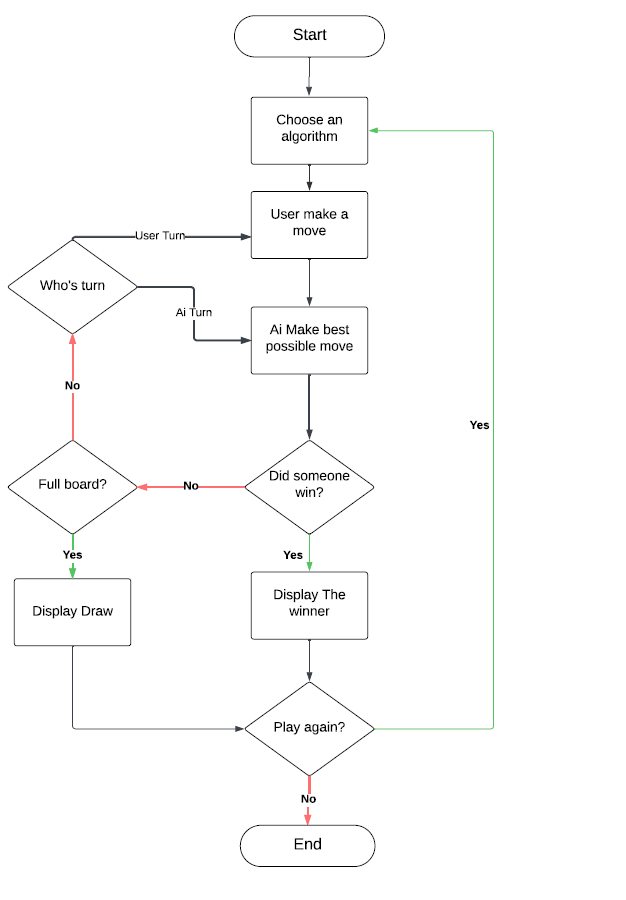 Start
Choose an
algorithm
User make a
move
User Turn
Who's turn
Ai Turn
Ai Make best
possible move
No
Yes
Full board?
No
Did someone
win?
Yes
Yes
Display Draw
Display The
winner
Play again?
No
End